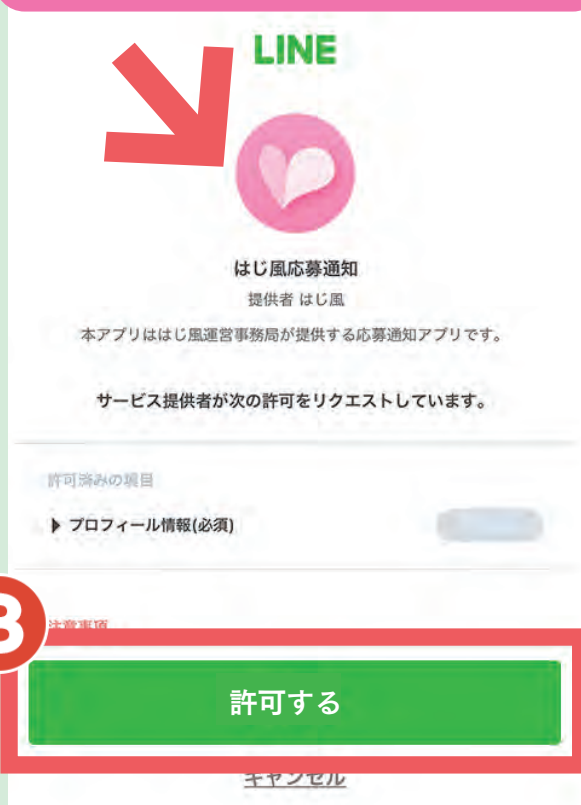 LINE
はじ風応募通知
提供者 はじ風
本アプリははじ風運営事務局が提供する応募通知アプリです。
サービス提供者が次の許可をリクエストしています。
許可済みの項目
プロフィール情報(必須)
注意事項
許可する
キャンセル